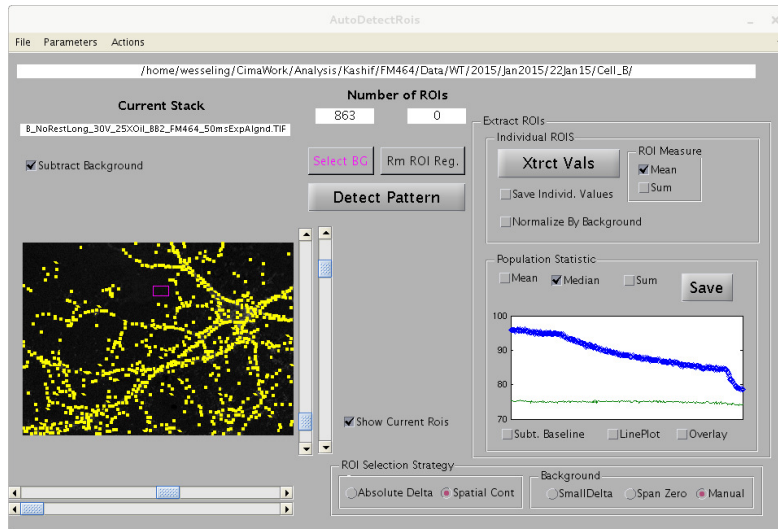 AutoDetectRois
File Parameters Actions
/home/wesseling/CimaWork/Analysis/Kashif/FM464/Data/WT/2015/Jan2015/22Jan15/Cell_B/
Current Stack
B_NoRestLong_30V_25XOil_BB2_FM464_50msExpAlgnd.TIF
Subtract Background
Number of ROIs
863 0
Select BG Rm ROI Reg.
Detect Pattern
Show Current Rois
Extract ROIs
Individual ROIS
Xtrct Vals
ROI Measure
Mean
Sum
Save Individ. Values
Normalize By Background
Population Statistic
Mean Median Sum
Save
100
90
80
70
Subt. Baseline LinePlot Overlay
ROI Selection Strategy
Absolute Delta Spatial Cont
Background
SmallDelta Span Zero Manual